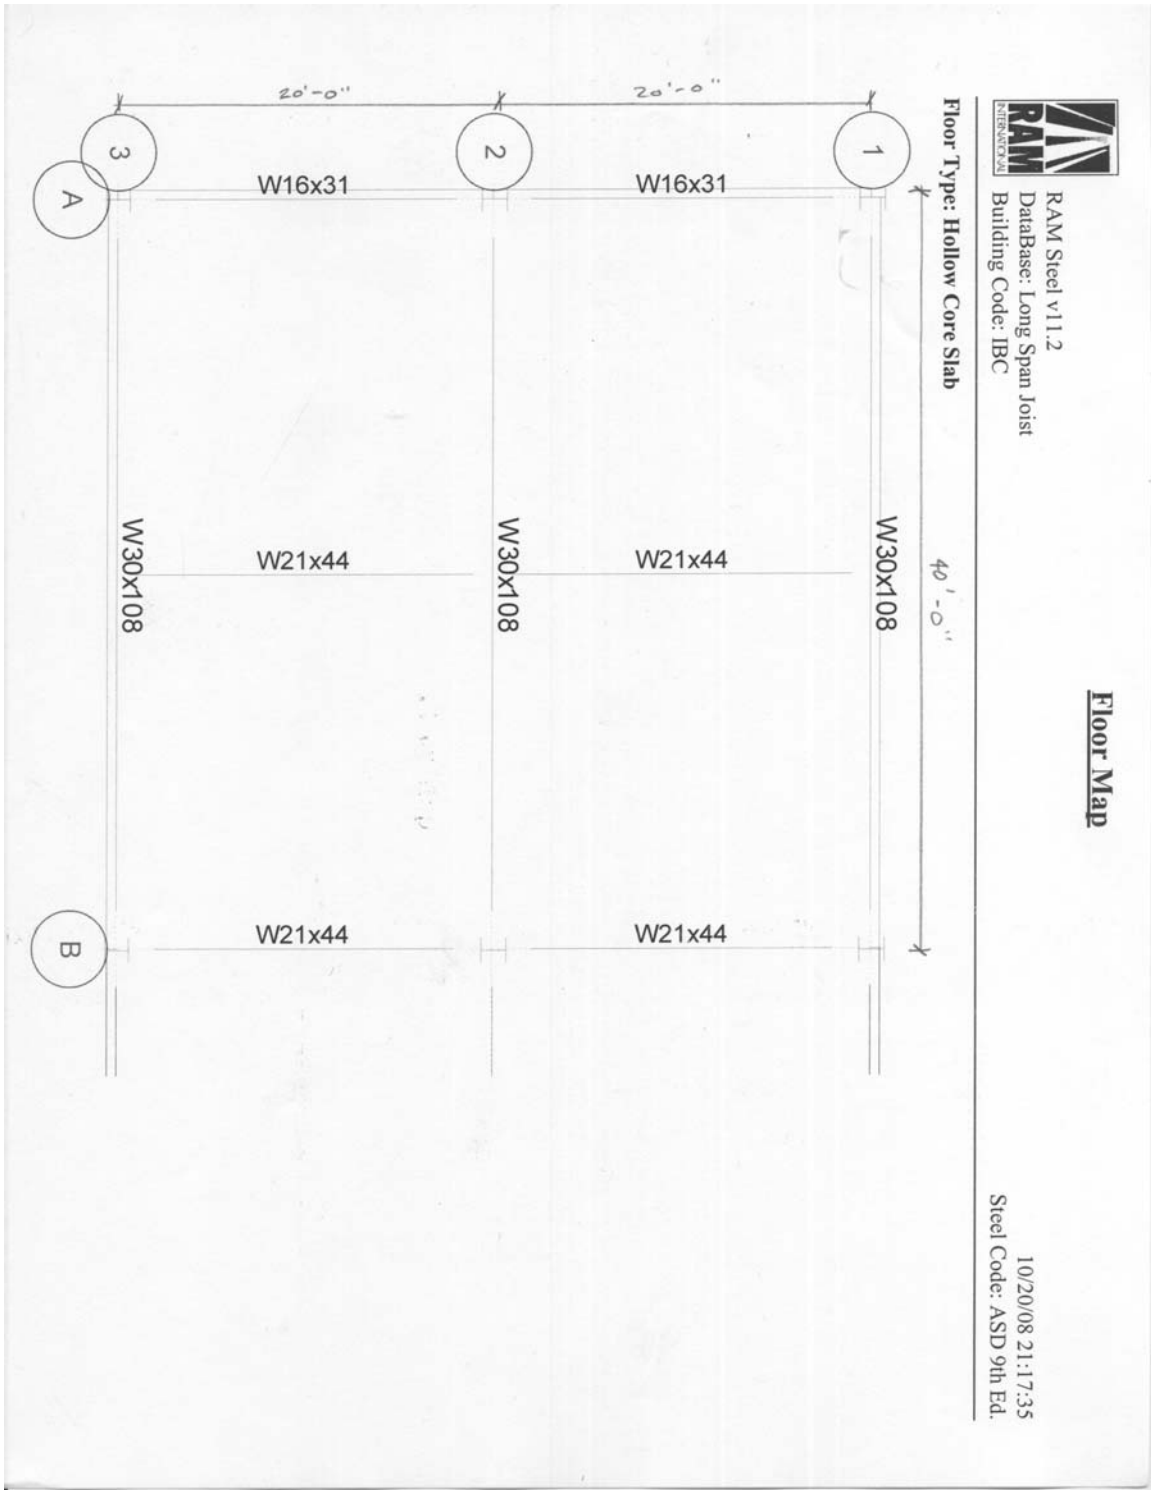 Floor Map
RAM
INTERNATIONAL
RAM Steel v11.2
DataBase: Long Span Joist
Building Code: IBC
10/20/08 21:17:35
Steel Code: ASD 9th Ed.
Floor Type: Hollow Core Slab
40'-0"
1
W30x108
20'-0"
W16x31
W21x44
W21x44
2
W30x108
20'-0"
W16x31
W21x44
W21x44
3
W30x108
A
B